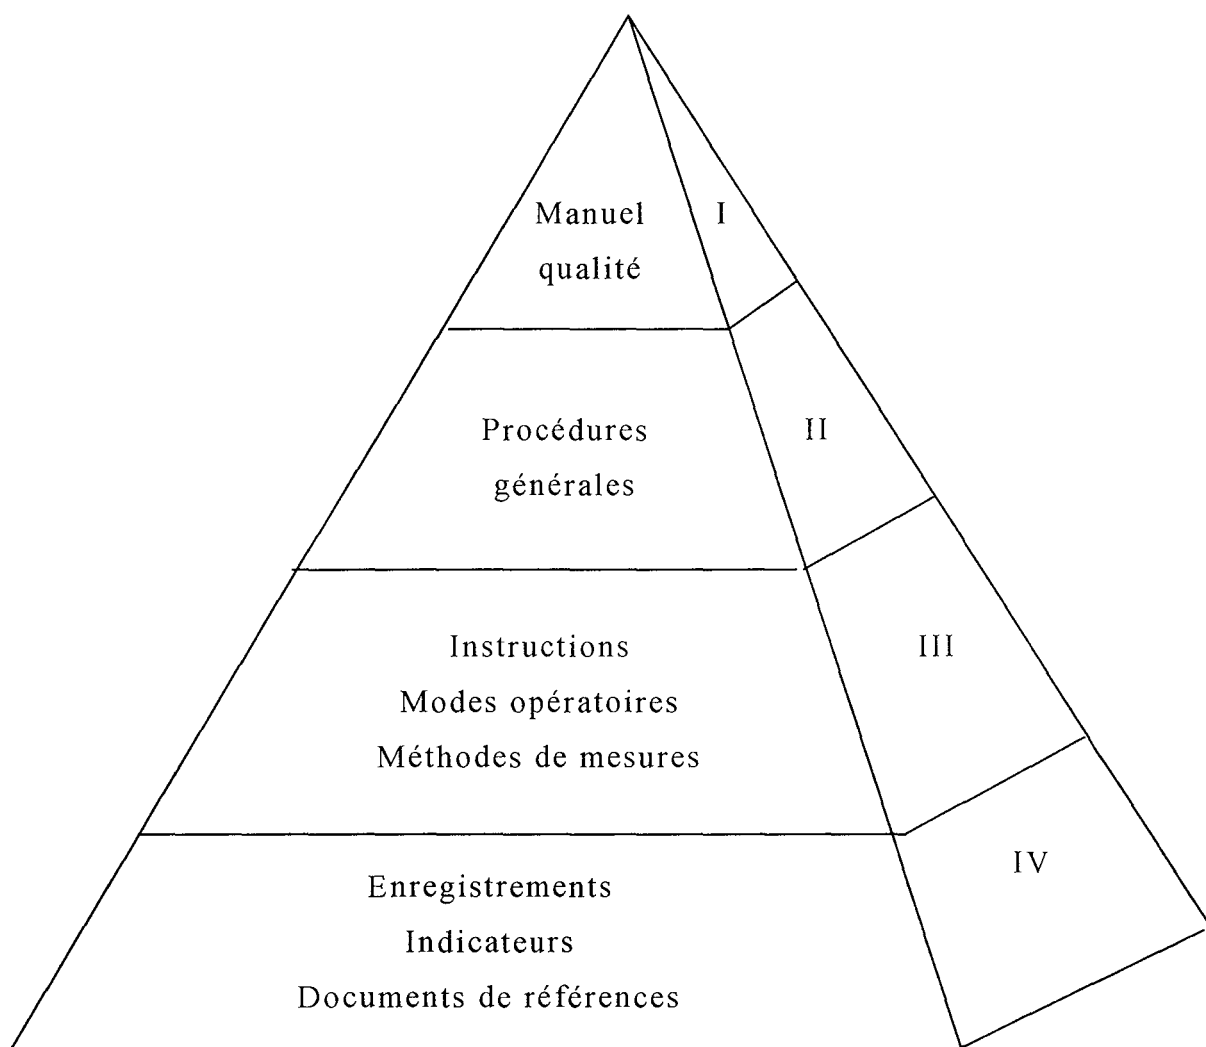 Manuel
qualité
I
Procédures
générales
II
Instructions
Modes opératoires
Méthodes de mesures
III
Enregistrements
Indicateurs
Documents de références
IV